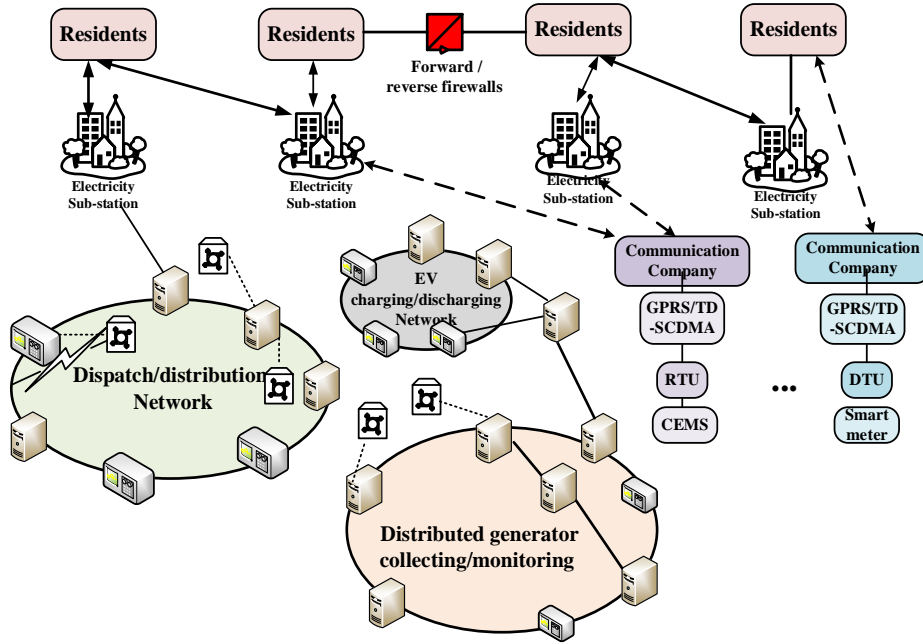 Residents
Residents
Residents
Residents
Forward /
reverse firewalls
Electricity
Sub-station
Electricity
Sub-station
Electricity
Sub-station
Electricity
Sub-station
Communication
Company
Communication
Company
EV
charging/discharging
Network
GPRS/TD
-SCDMA
GPRS/TD
-SCDMA
Dispatch/distribution
Network
RTU
...
DTU
CEMS
Smart
meter
Distributed generator
collecting/monitoring